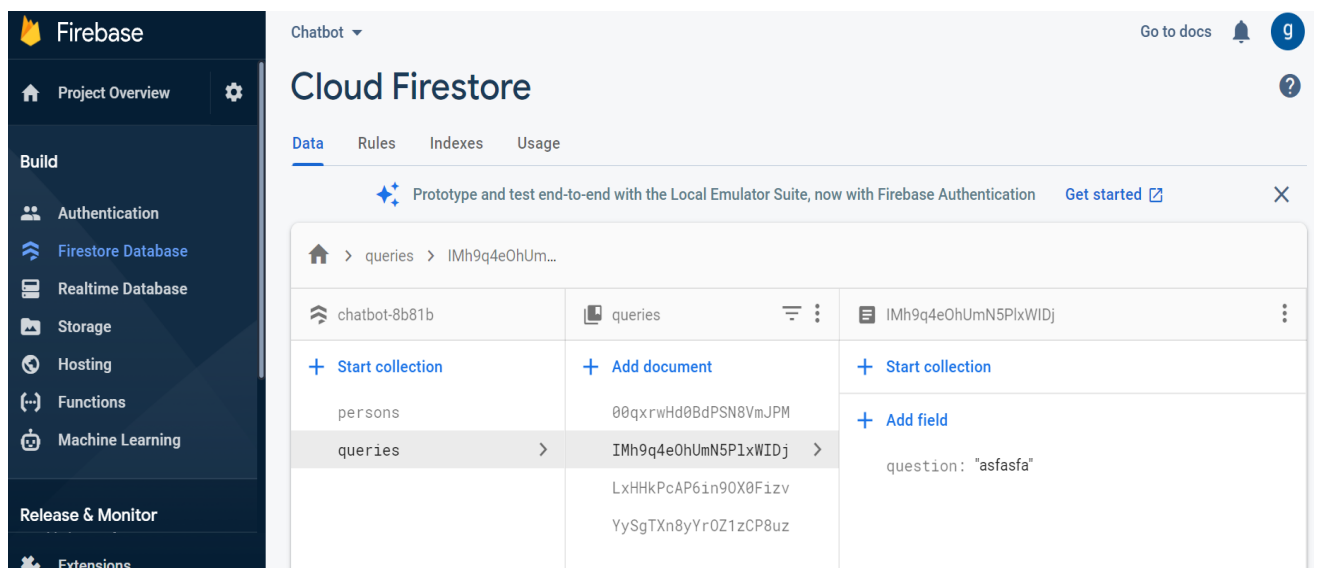 Firebase
Project Overview
Build
Authentication
Firestore Database
Realtime Database
Storage
Hosting
Functions
Machine Learning
Release & Monitor
Extensions
Chatbot
Go to docs
g
Cloud Firestore
?
Data Rules Indexes Usage
Prototype and test end-to-end with the Local Emulator Suite, now with Firebase Authentication Get started
> queries > IMh9q4eOhUm...
chatbot-8b81b
+ Start collection
persons
queries
queries
+ Add document
00qxrwHd0BdPSN8VmJPM
IMh9q4eOhUmN5PlxWIDj
LxHHkPcAP6in9OX0Fizv
YySgTXn8yYrOZ1zCP8uz
IMh9q4eOhUmN5PlxWIDj
+ Start collection
+ Add field
question: "asfasfa"